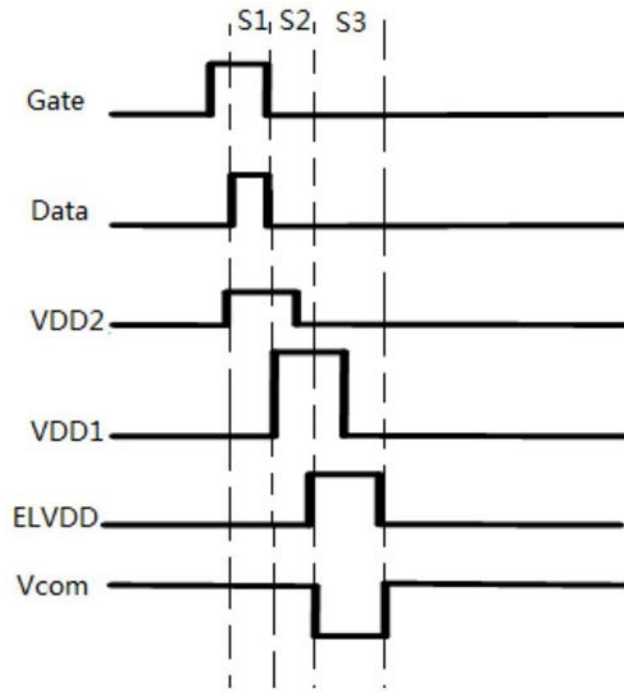 S1 S2 S3
Gate
Data
VDD2
VDD1
ELVDD
Vcom